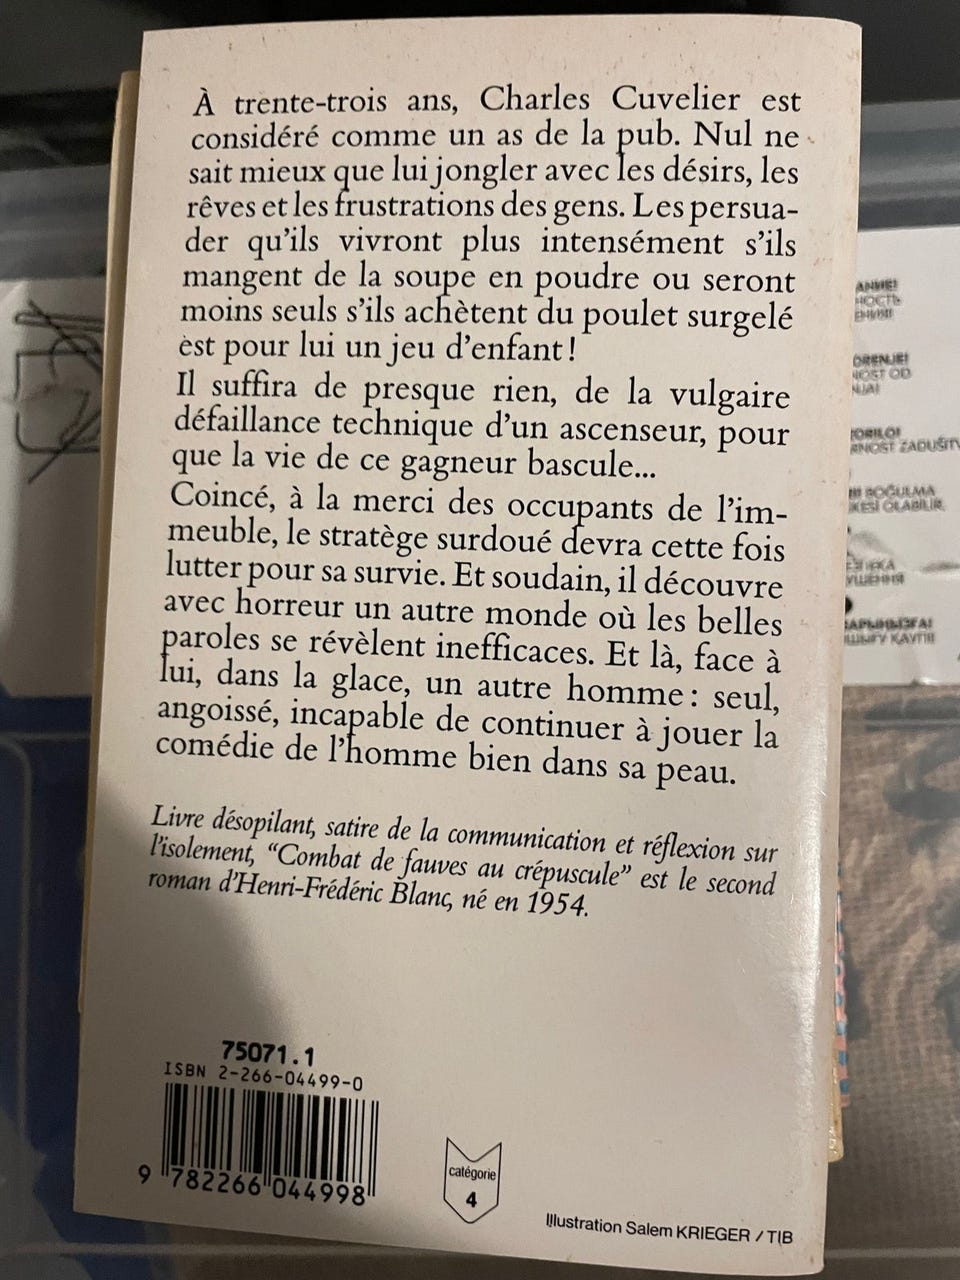 À trente-trois ans, Charles Cuvelier est
considéré comme un as de la pub. Nul ne
sait mieux que lui jongler avec les désirs, les
rêves et les frustrations des gens. Les persua-
der qu'ils vivront plus intensément s'ils
mangent de la soupe en poudre ou seront
moins seuls s'ils achètent du poulet surgelé
est pour lui un jeu d'enfant!
Il suffira de presque rien, de la vulgaire
défaillance technique d'un ascenseur, pour
que la vie de ce gagneur bascule...
Coincé, à la merci des occupants de l'im-
meuble, le stratège surdoué devra cette fois
lutter pour sa survie. Et soudain, il découvre
avec horreur un autre monde où les belles
paroles se révèlent inefficaces. Et là, face à
lui, dans la glace, un autre homme : seul,
angoissé, incapable de continuer à jouer la
comédie de l'homme bien dans sa peau.
Livre désopilant, satire de la communication et réflexion sur
l'isolement, "Combat de fauves au crépuscule" est le second
roman d'Henri-Frédéric Blanc, né en 1954.
75071.1
ISBN 2-266-04499-0
9 782266 044998
catégorie
4
Illustration Salem KRIEGER / TIB
NOST OD
BOĞULMA
OLABİLİR.